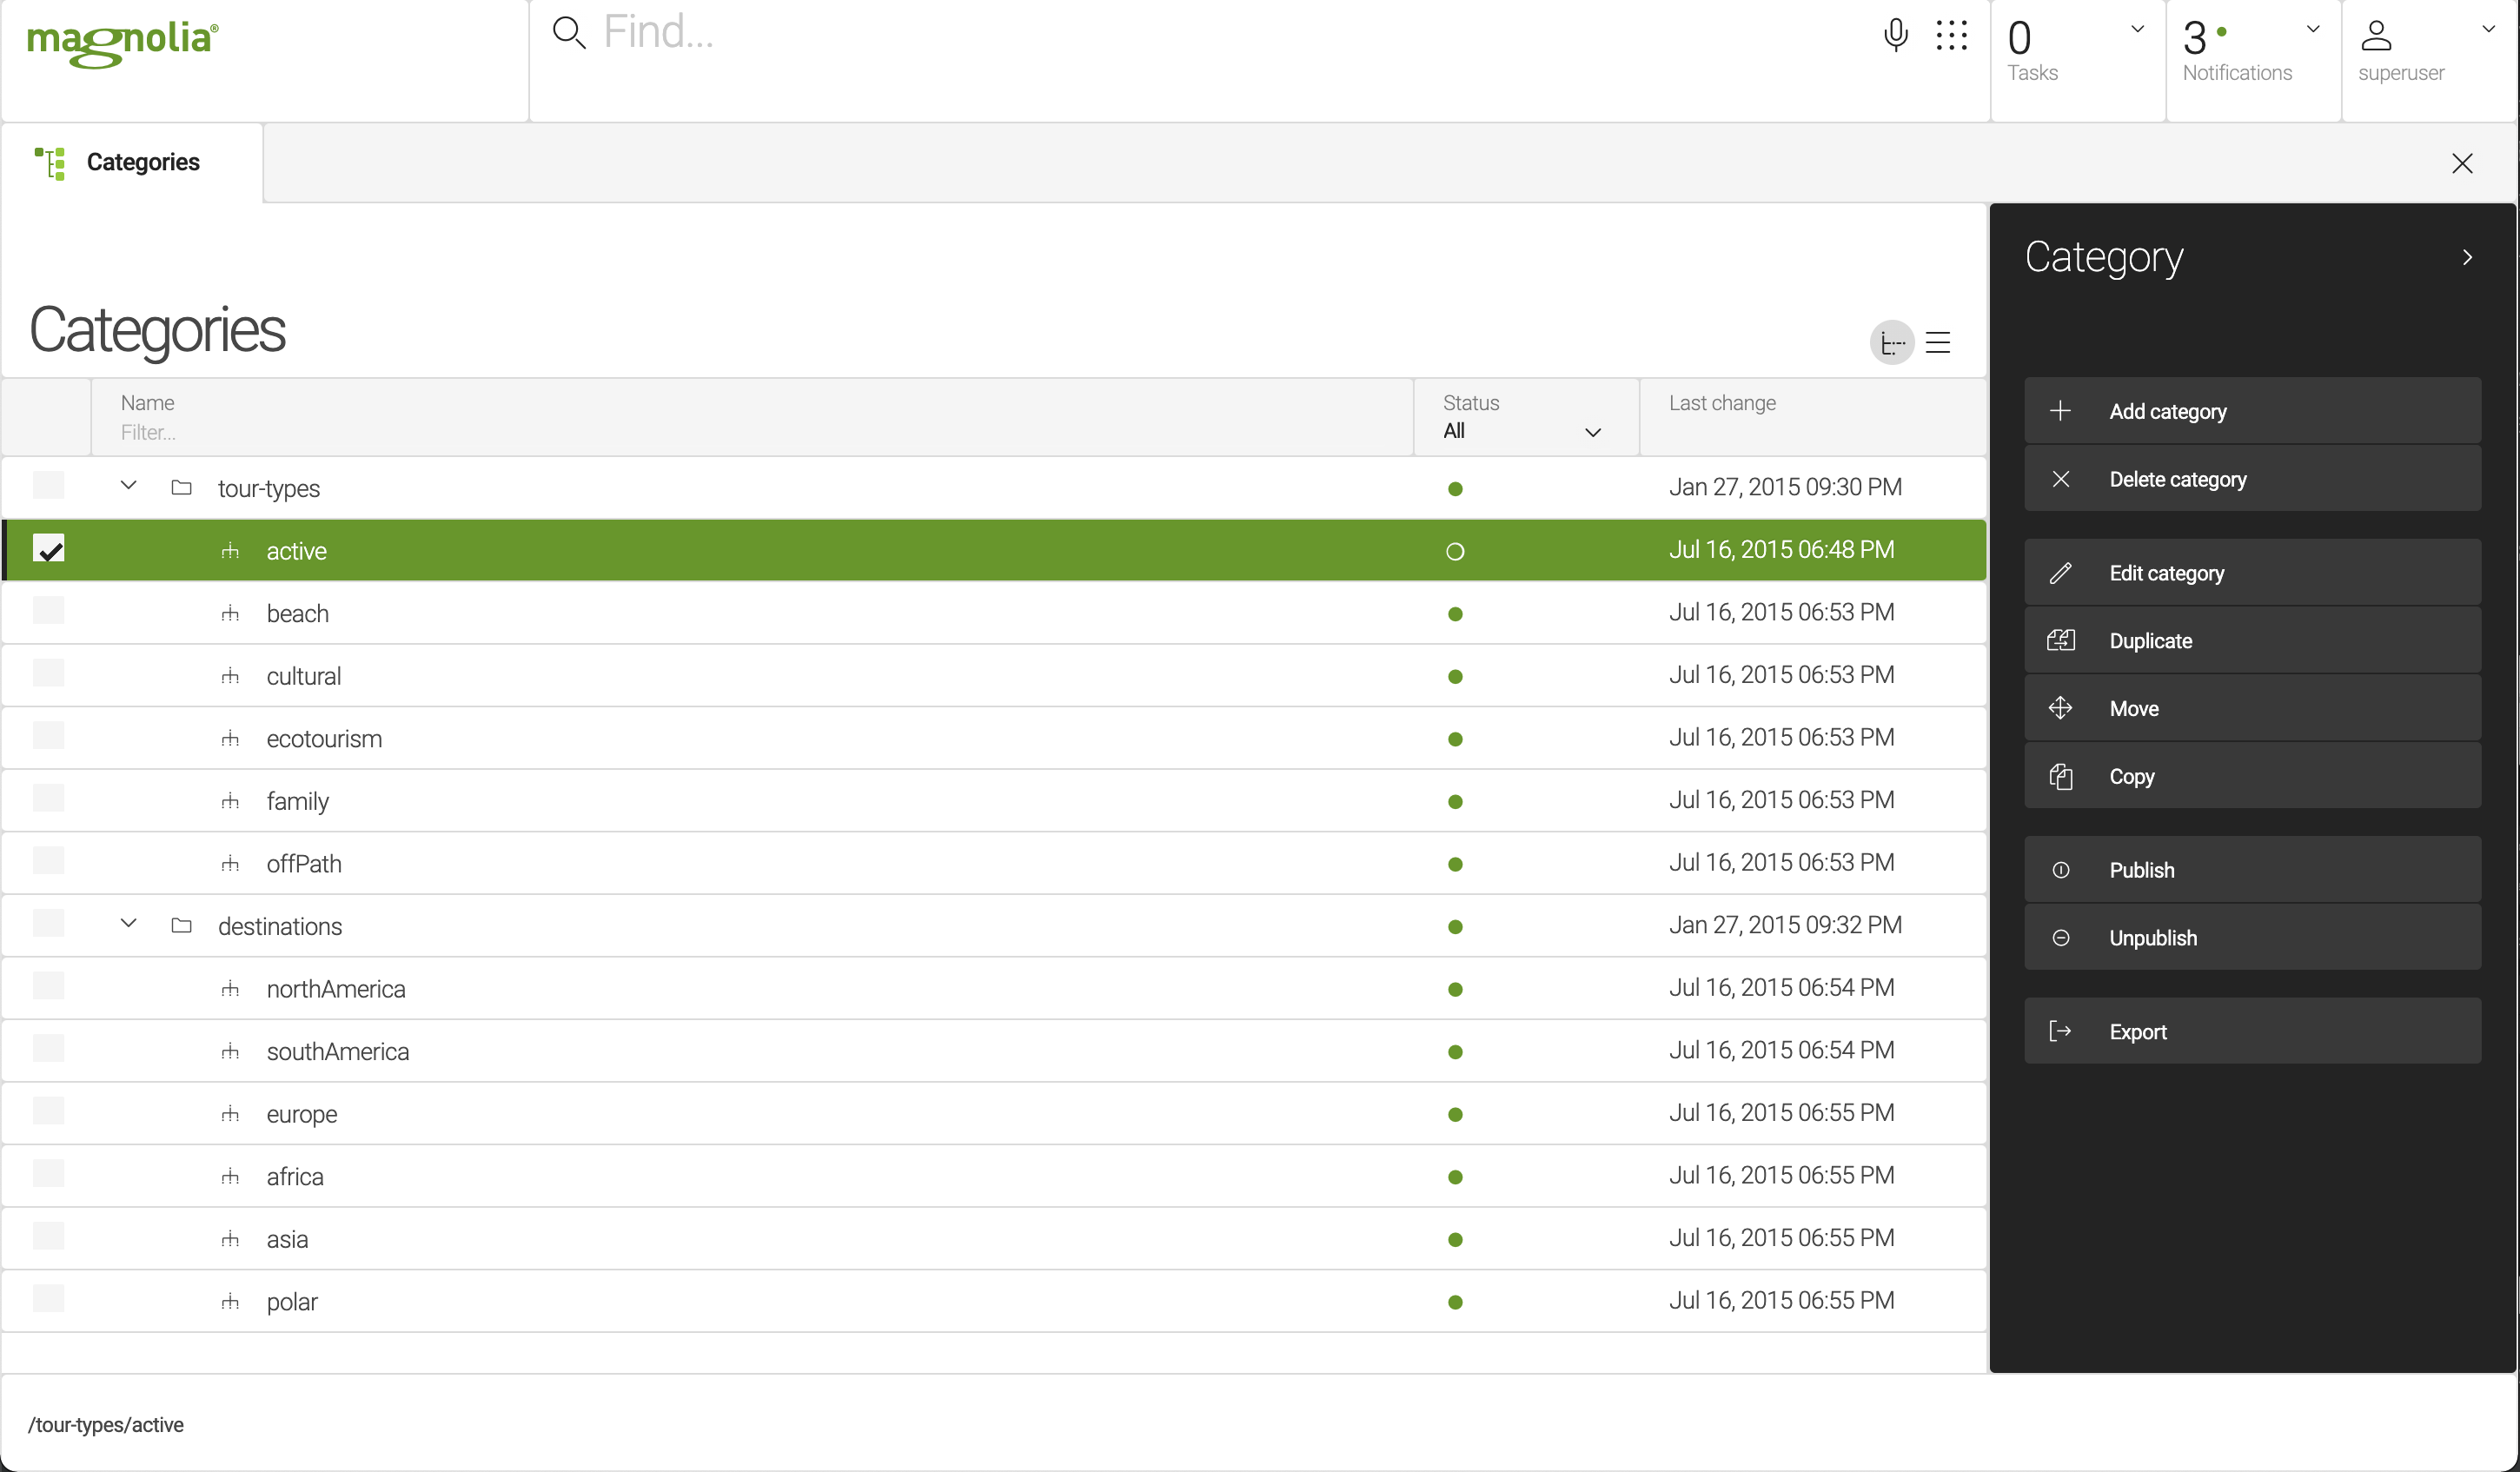 magnolia®
Find...
0
Tasks
3
Notifications
superuser
Categories
Categories
Name
Filter...
Status
All
Last change
tour-types Jan 27, 2015 09:30 PM
active Jul 16, 2015 06:48 PM
beach Jul 16, 2015 06:53 PM
cultural Jul 16, 2015 06:53 PM
ecotourism Jul 16, 2015 06:53 PM
family Jul 16, 2015 06:53 PM
offPath Jul 16, 2015 06:53 PM
destinations Jan 27, 2015 09:32 PM
northAmerica Jul 16, 2015 06:54 PM
southAmerica Jul 16, 2015 06:54 PM
europe Jul 16, 2015 06:55 PM
africa Jul 16, 2015 06:55 PM
asia Jul 16, 2015 06:55 PM
polar Jul 16, 2015 06:55 PM
Category
Add category
Delete category
Edit category
Duplicate
Move
Copy
Publish
Unpublish
Export
/tour-types/active